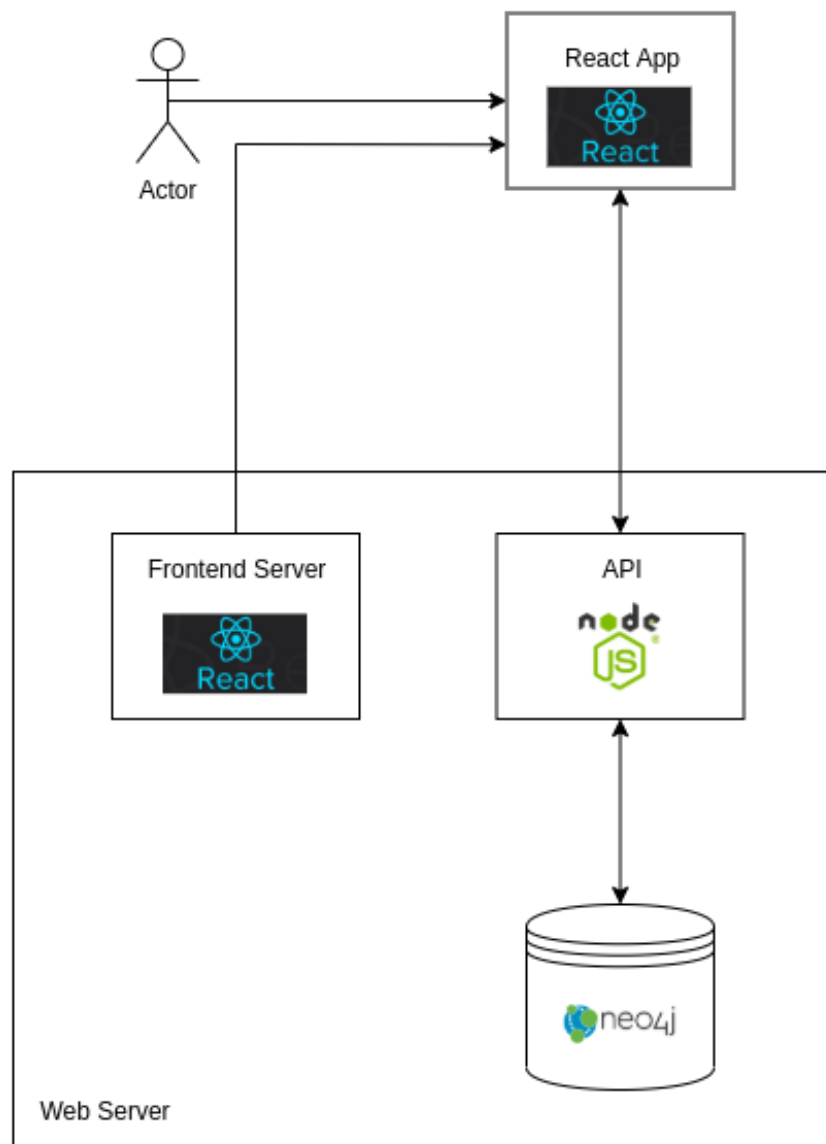 React App
React
Actor
Frontend Server
React
API
node
JS
neo4j
Web Server